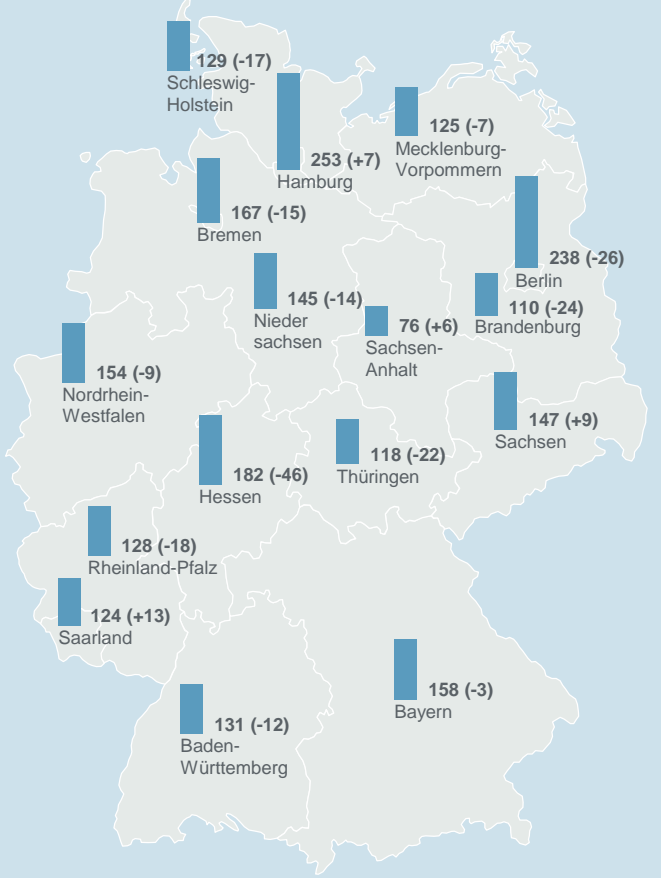 129 (-17)
Schleswig-
Holstein
125 (-7)
Mecklenburg-
Vorpommern
253 (+7)
Hamburg
167 (-15)
Bremen
238 (-26)
Berlin
145 (-14)
Nieder
sachsen
76 (+6)
Sachsen-
Anhalt
110 (-24)
Brandenburg
154 (-9)
Nordrhein-
Westfalen
147 (+9)
Sachsen
182 (-46)
Hessen
118 (-22)
Thüringen
128 (-18)
Rheinland-Pfalz
124 (+13)
Saarland
158 (-3)
Bayern
131 (-12)
Baden-
Württemberg